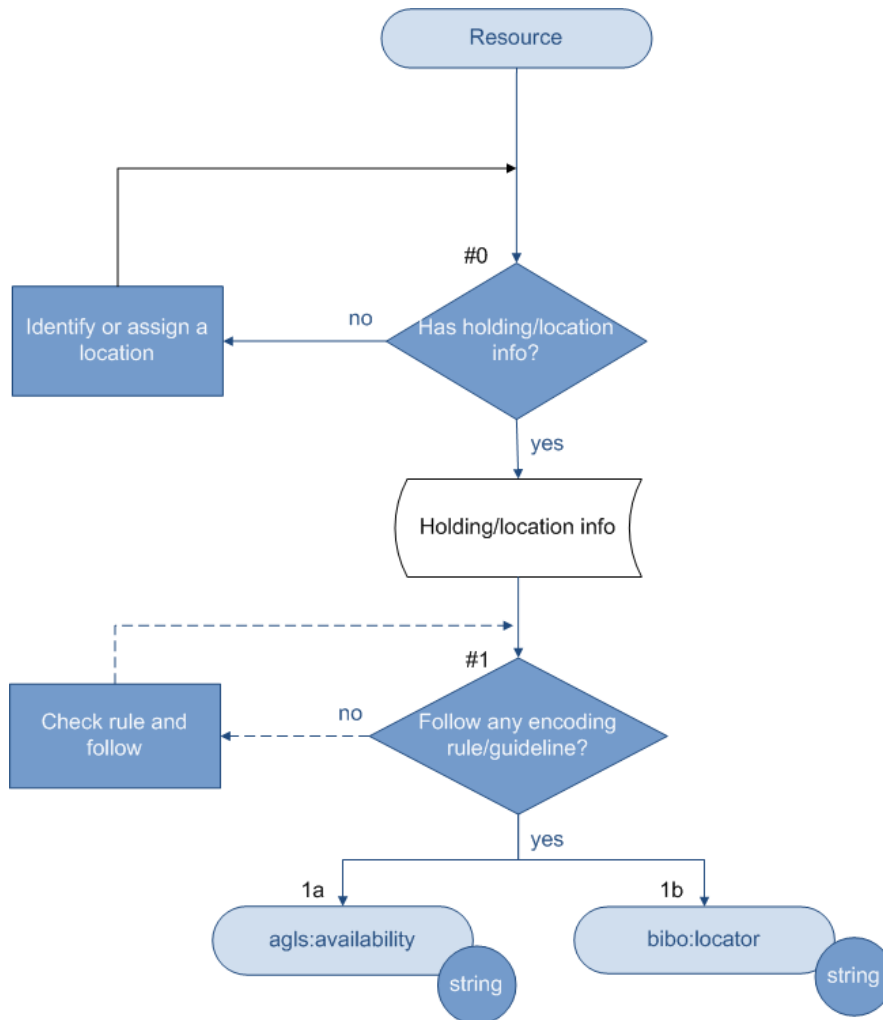 Resource
#0
Has holding/location
info?
no
Identify or assign a
location
yes
Holding/location info
#1
Follow any encoding
rule/guideline?
no
Check rule and
follow
yes
1a
1b
agls:availability
string
bibo:locator
string